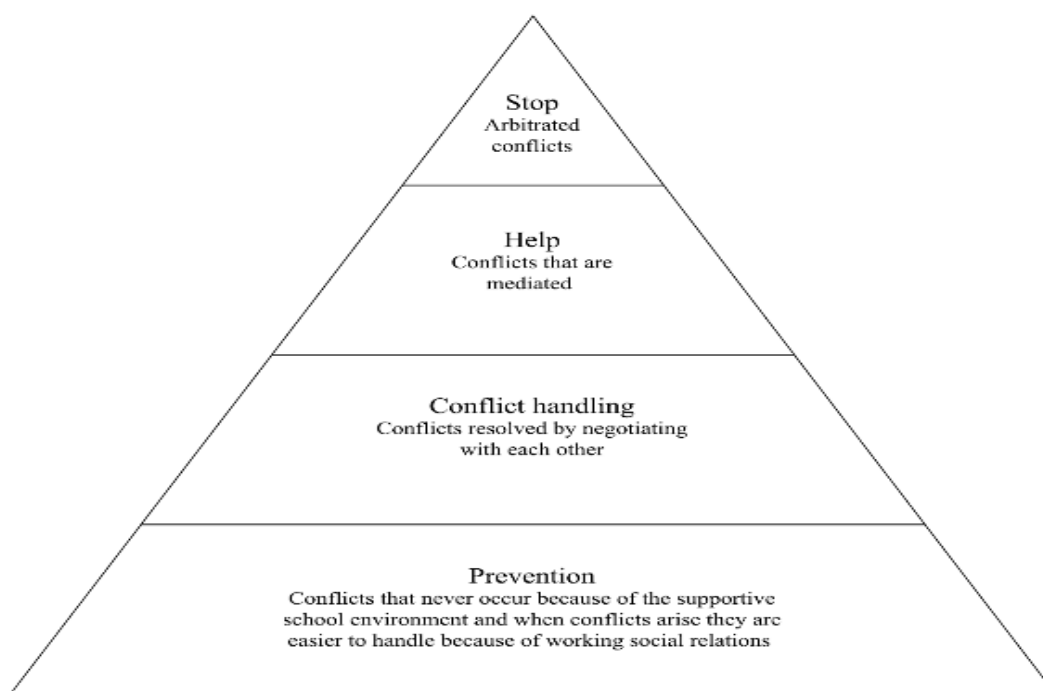 Stop
Arbitrated
conflicts
Help
Conflicts that are
mediated
Conflict handling
Conflicts resolved by negotiating
with each other
Prevention
Conflicts that never occur because of the supportive
school environment and when conflicts arise they are
easier to handle because of working social relations